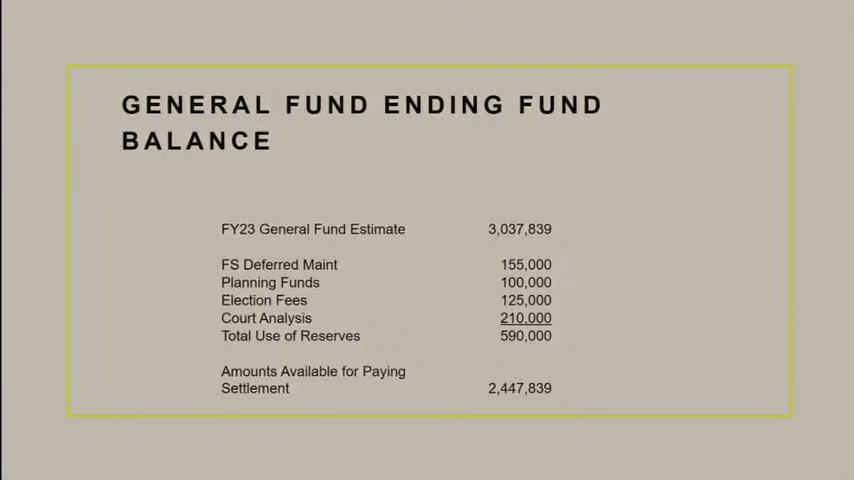 GENERAL FUND ENDING FUND
BALANCE
FY23 General Fund Estimate 3,037,839
FS Deferred Maint 155,000
Planning Funds 100,000
Election Fees 125,000
Court Analysis 210,000
Total Use of Reserves 590,000
Amounts Available for Paying
Settlement 2,447,839